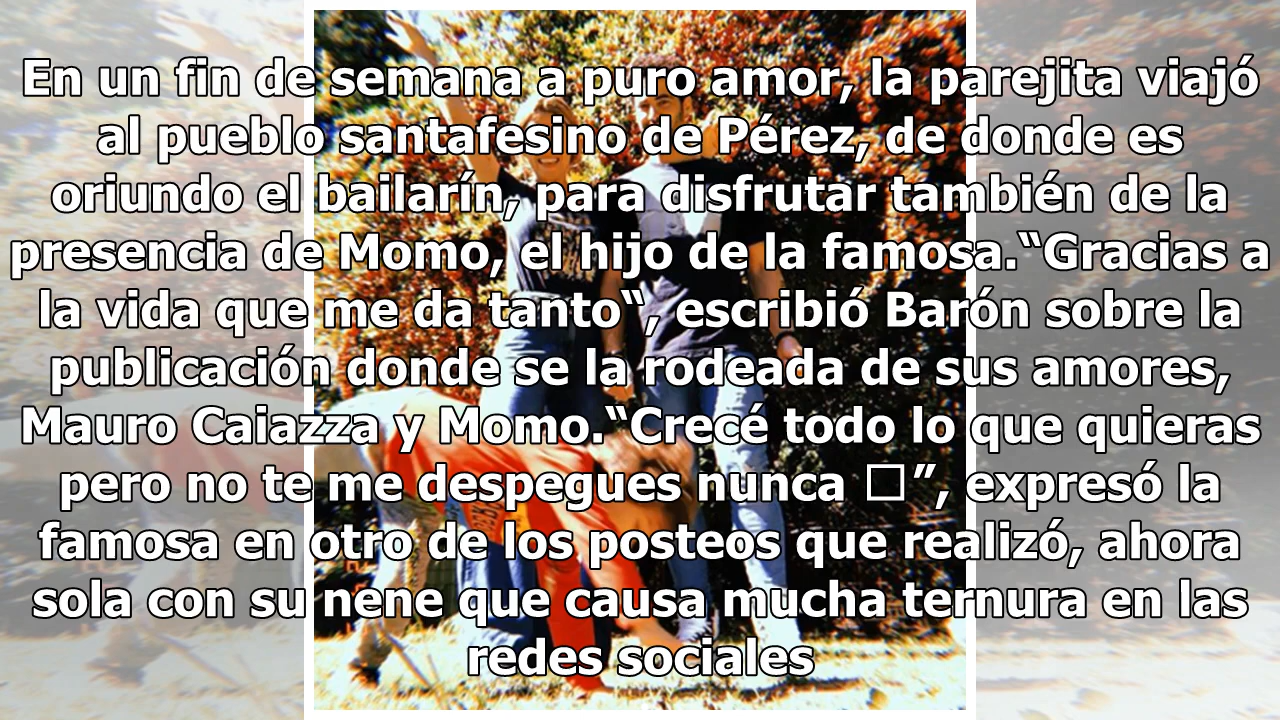 En un fin de semana a puro amor, la parejita viajó
al pueblo santafesino de Pérez, de donde es
oriundo el bailarín, para disfrutar también de la
presencia de Momo, el hijo de la famosa.“Gracias a
la vida que me da tanto“, escribió Barón sobre la
publicación donde se la rodeada de sus amores,
Mauro Caiazza y Momo.“Crecé todo lo que quieras
pero no te me despegues nunca □”, expresó la
famosa en otro de los posteos que realizó, ahora
sola con su nene que causa mucha ternura en las
redes sociales